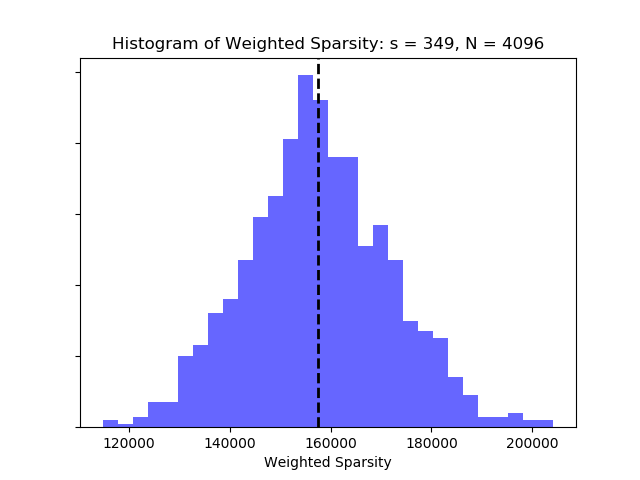 Histogram of Weighted Sparsity: s = 349, N = 4096
120000 140000 160000 180000 200000
Weighted Sparsity